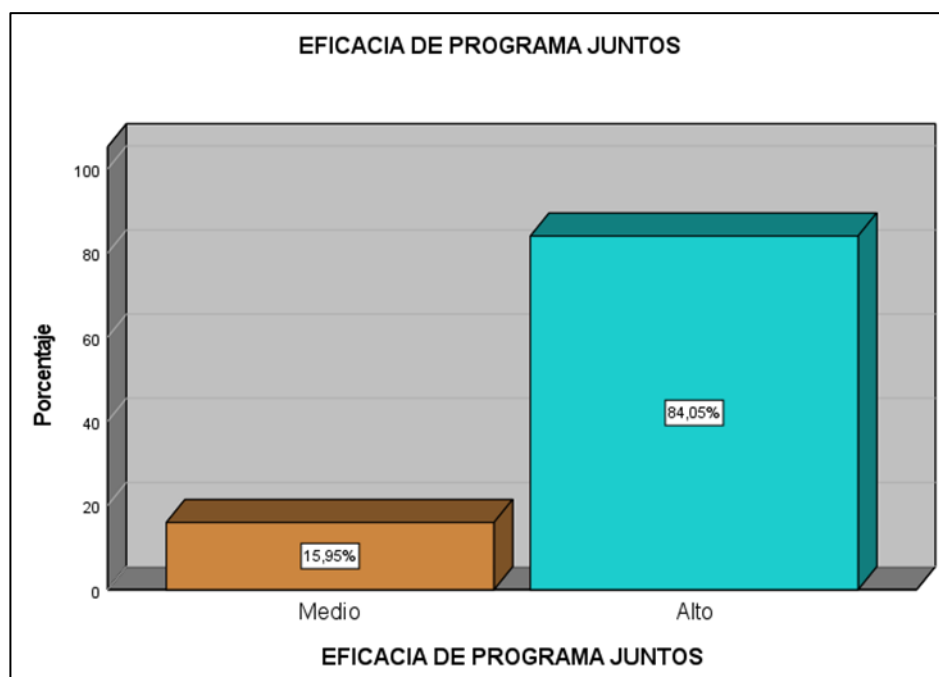 EFICACIA DE PROGRAMA JUNTOS
Porcentaje
100
80
60
40
20
0
15,95%
84,05%
Medio
Alto
EFICACIA DE PROGRAMA JUNTOS